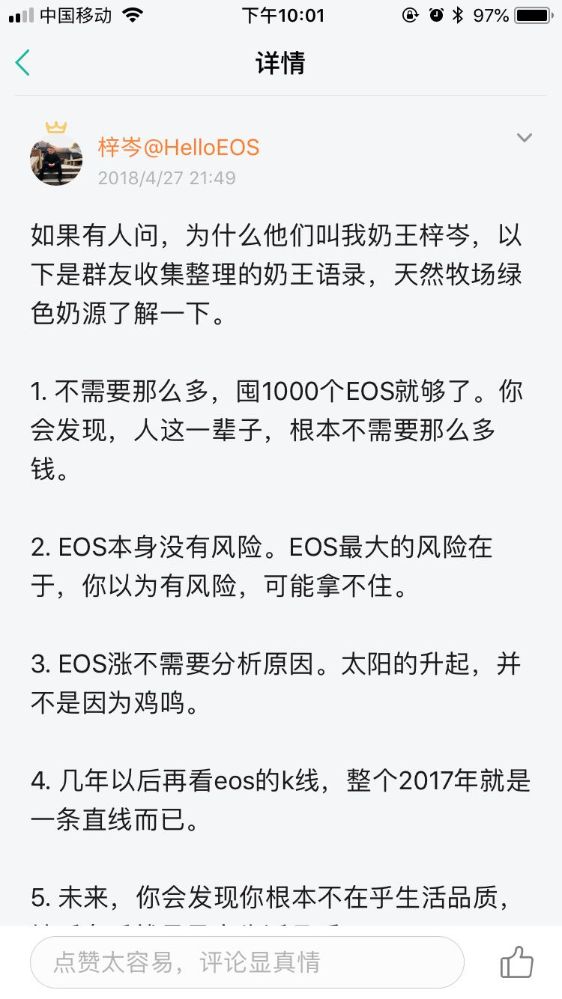 中国移动
下午10:01
97%
详情
梓岑@HelloEOS
2018/4/27 21:49
如果有人问，为什么他们叫我奶王梓岑，以
下是群友收集整理的奶王语录，天然牧场绿
色奶源了解一下。
1. 不需要那么多，囤1000个EOS就够了。你
会发现，人这一辈子，根本不需要那么多
钱。
2. EOS本身没有风险。EOS最大的风险在
于，你以为有风险，可能拿不住。
3. EOS涨不需要分析原因。太阳的升起，并
不是因为鸡鸣。
4. 几年以后再看eos的k线，整个2017年就是
一条直线而已。
5. 未来，你会发现你根本不在乎生活品质，
点赞太容易，评论显真情